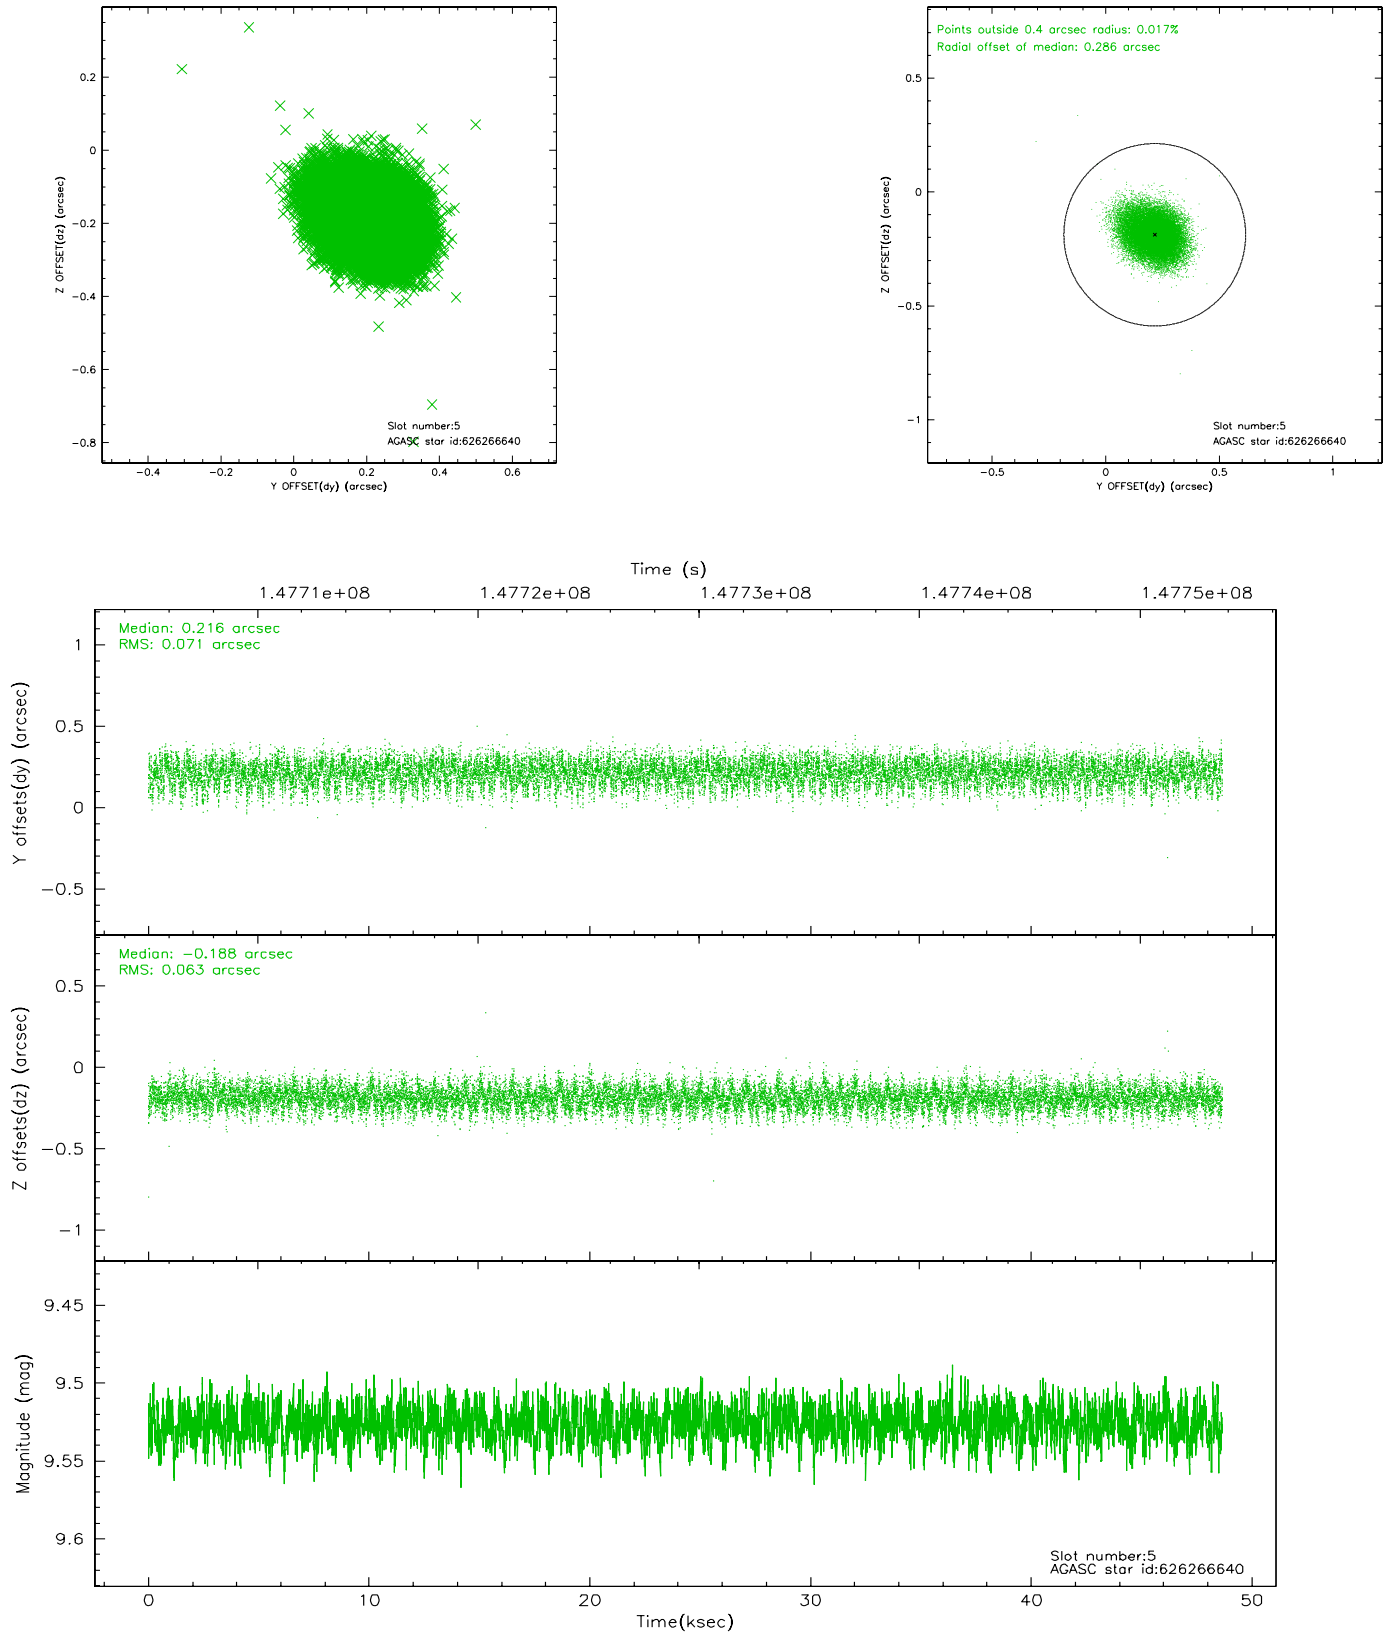 0.2
0
−0.2
−0.4
−0.6
−0.8
Z OFFSET(dz) (arcsec)
Slot number:5
AGASC star id:626266640
−0.4
−0.2
0
0.2
0.4
0.6
Y OFFSET(dy) (arcsec)
Points outside 0.4 arcsec radius: 0.017%
Radial offset of median: 0.286 arcsec
0.5
0
−0.5
−1
Z OFFSET(dz) (arcsec)
Slot number:5
AGASC star id:626266640
−0.5
0
0.5
1
Y OFFSET(dy) (arcsec)
Time (s)
1.4771e+08
1.4772e+08
1.4773e+08
1.4774e+08
1.4775e+08
Median: 0.216 arcsec
RMS: 0.071 arcsec
1
0.5
0
−0.5
Y offsets(dy) (arcsec)
Median: −0.188 arcsec
RMS: 0.063 arcsec
0.5
0
−0.5
−1
Z offsets(dz) (arcsec)
9.45
9.5
9.55
9.6
Magnitude (mag)
Slot number:5
AGASC star id:626266640
0
10
20
30
40
50
Time(ksec)